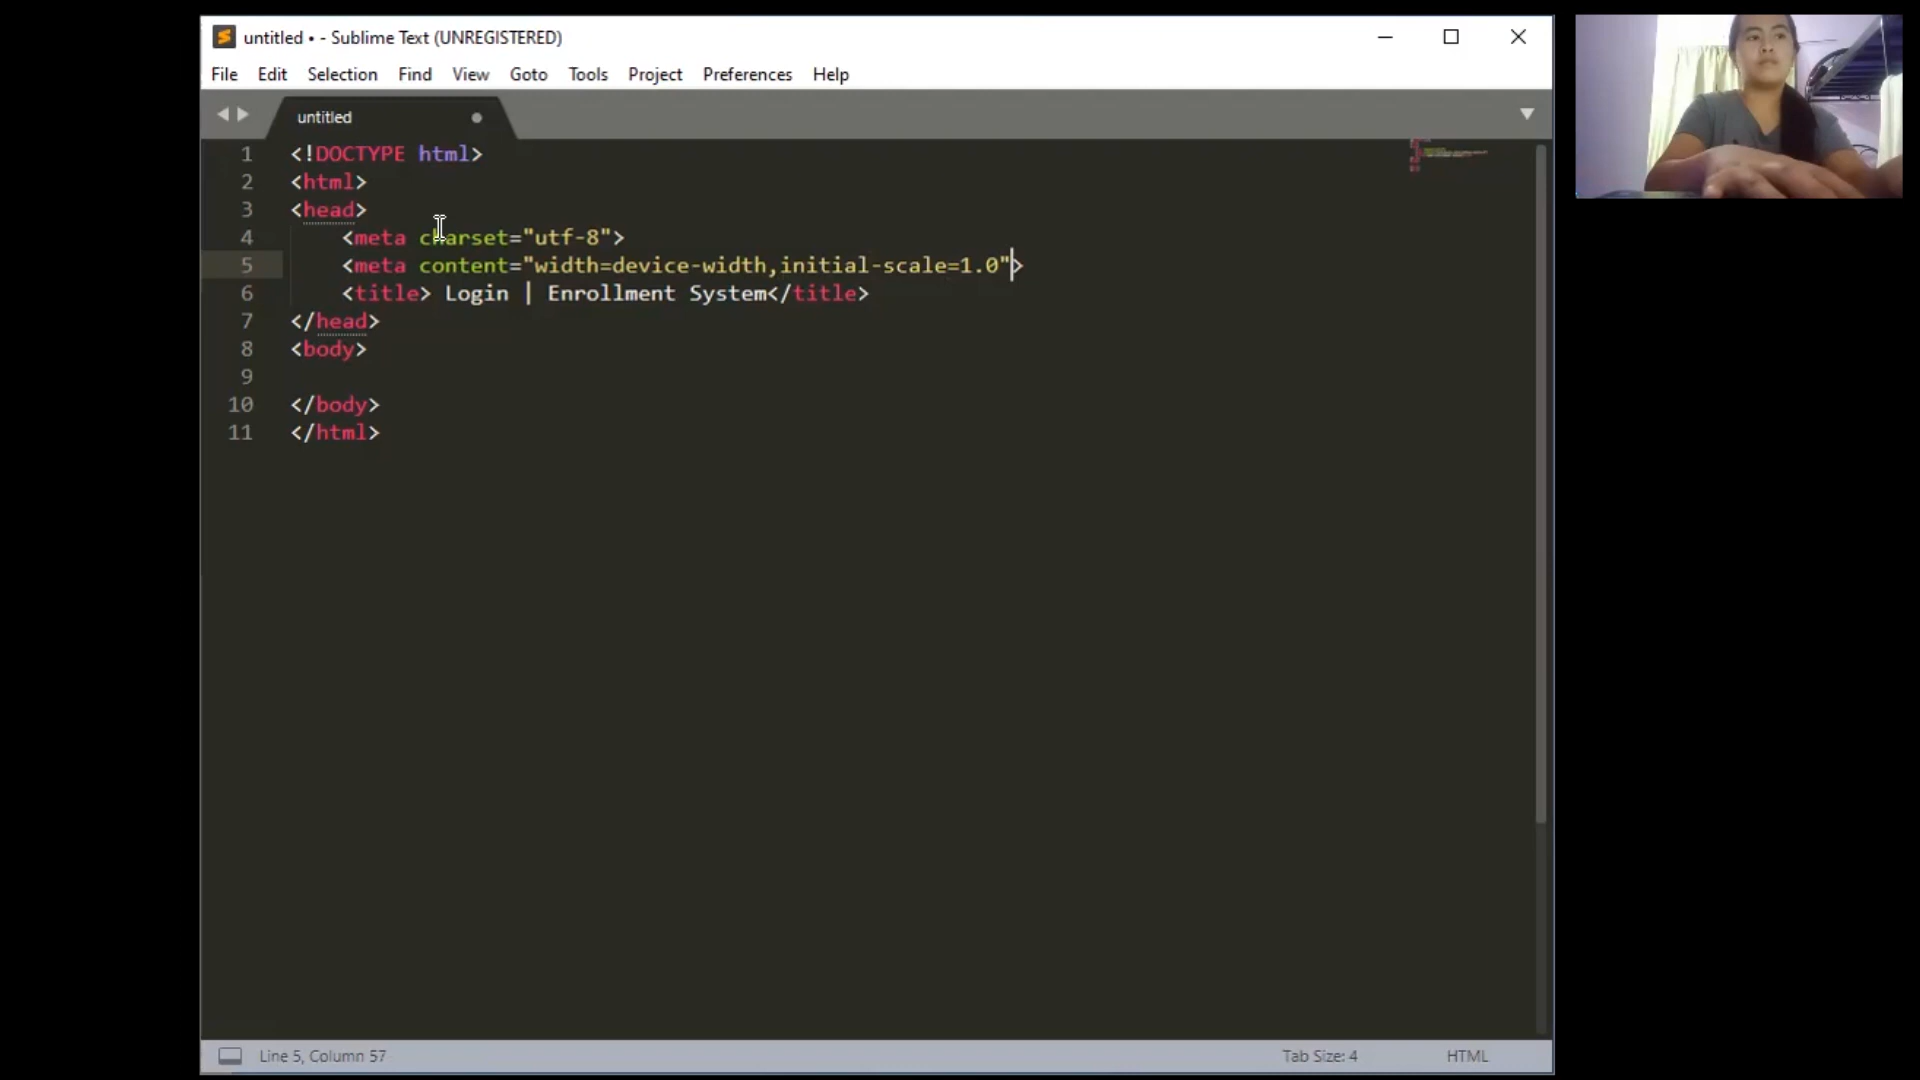 untitled • - Sublime Text (UNREGISTERED)
File Edit Selection Find View Goto Tools Project Preferences Help
untitled
1 <!DOCTYPE html>
2 <html>
3 <head>
4 <meta charset="utf-8">
5 <meta content="width=device-width,initial-scale=1.0">
6 <title> Login | Enrollment System</title>
7 </head>
8 <body>
9
10 </body>
11 </html>
Line 5, Column 57 Tab Size: 4 HTML